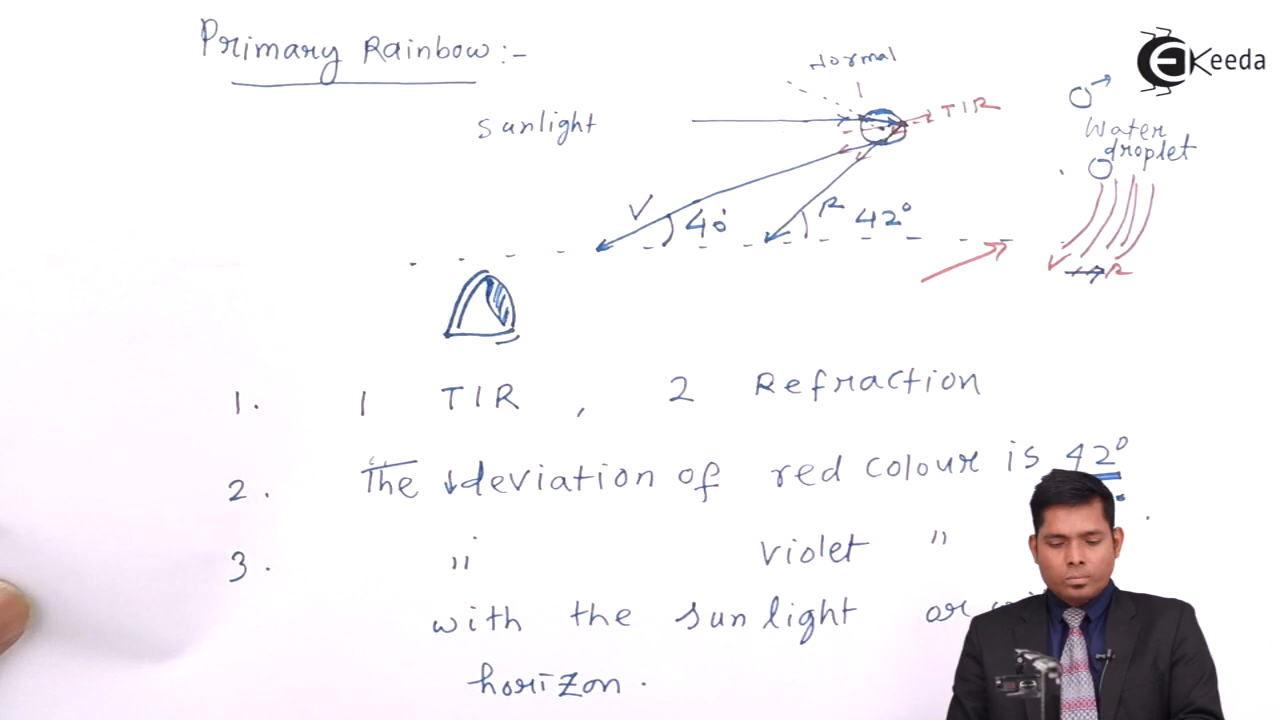 Primary Rainbow:-
Normal
Keeda
sunlight
TIR
Water
droplet
V
40°
R
42°
V
R
1. 1 TIR , 2 Refraction
2. The deviation of red colour is 42°
3. " violet "
with the sunlight or
horizon.